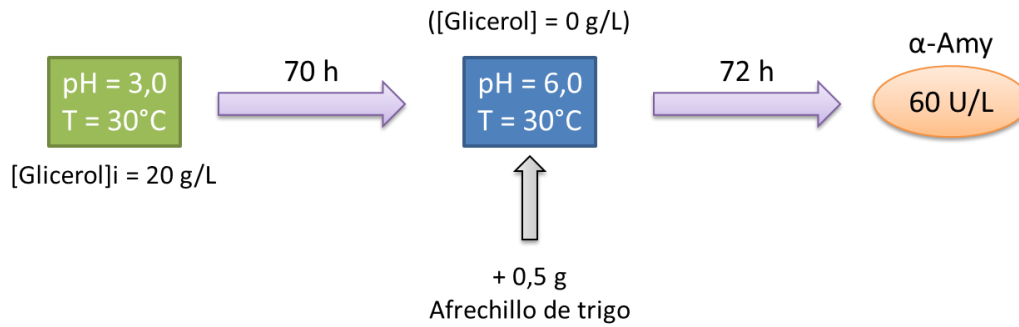 ([Glicerol] = 0 g/L)
pH = 3,0
T = 30°C
[Glicerol]i = 20 g/L
70 h
pH = 6,0
T = 30°C
72 h
α-Amy
60 U/L
+ 0,5 g
Afrechillo de trigo